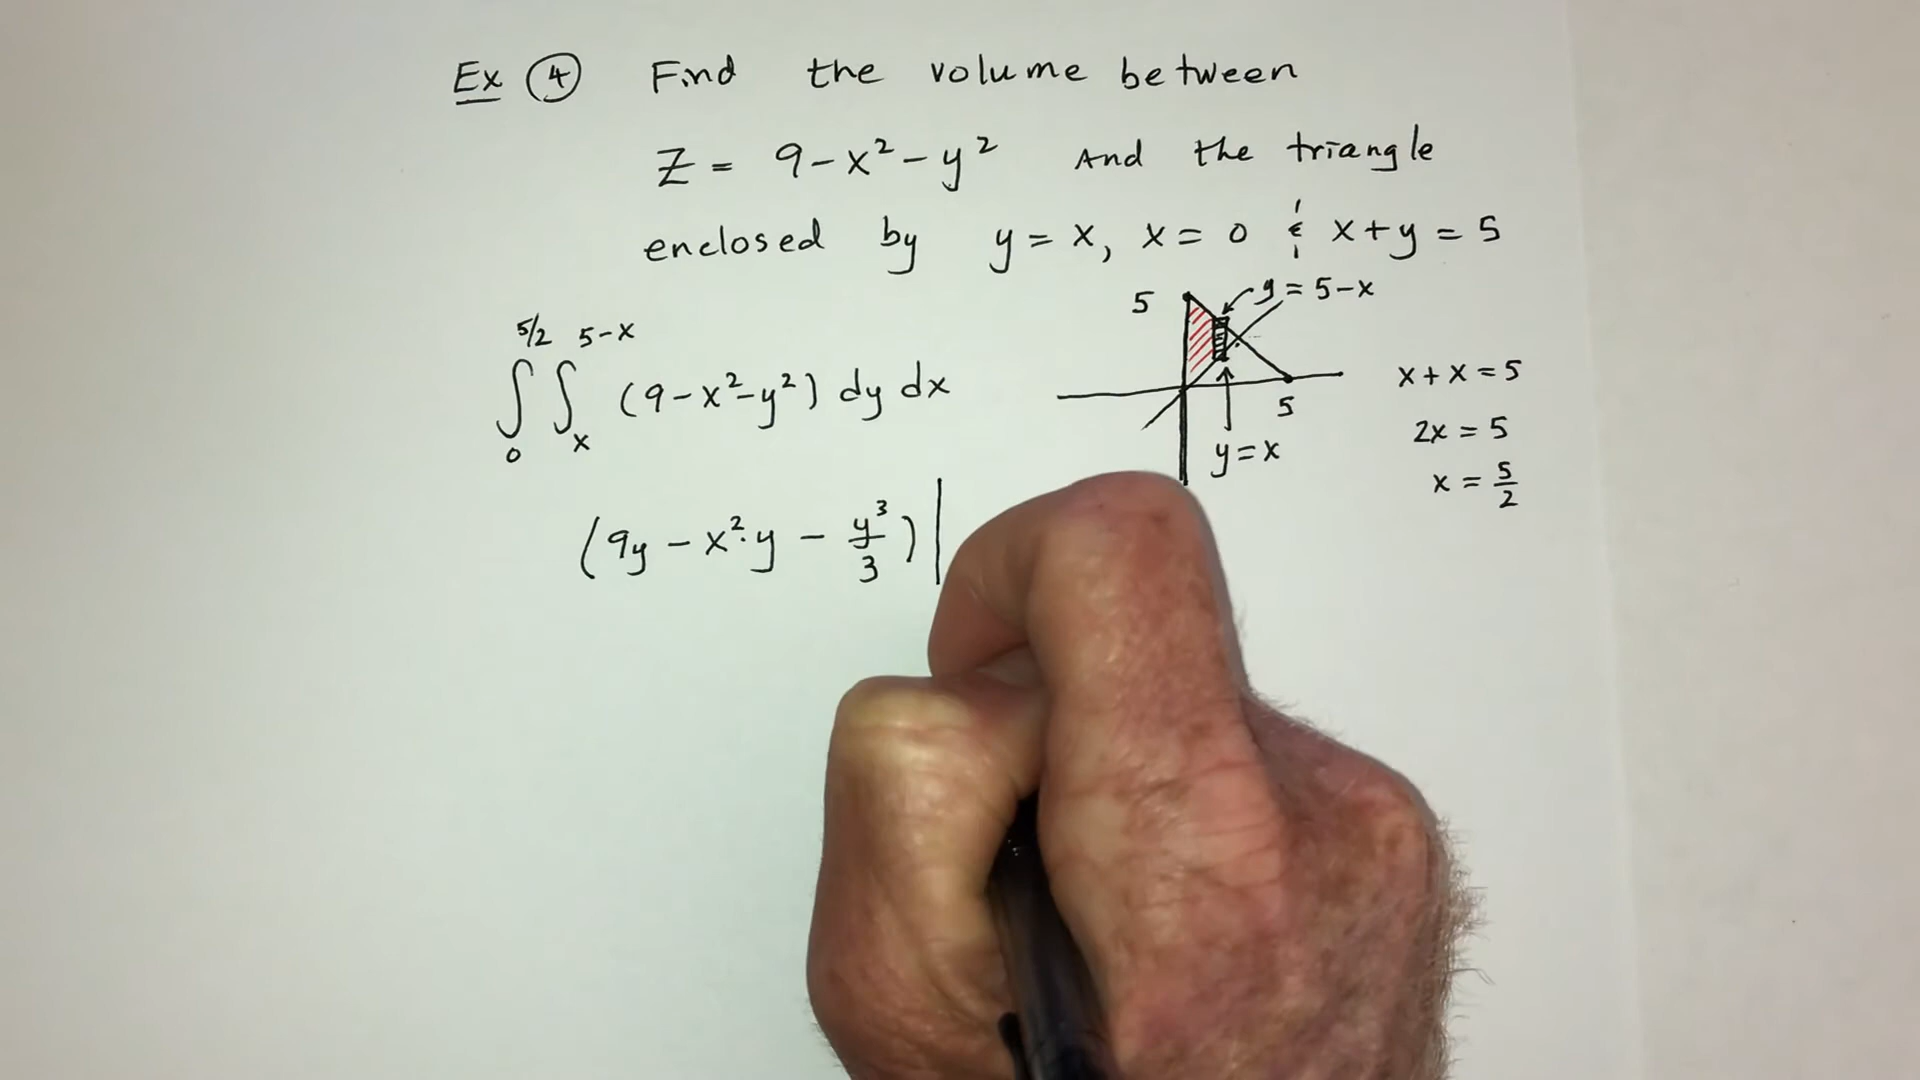 Ex ④ Find the volume between
Z = 9-x²-y² And the triangle
enclosed by y = x, x = 0 & x+y = 5
5 y = 5-x
5/2 5-x
∫ ∫ (9-x²-y²) dy dx
0 x
5
y = x
x + x = 5
2x = 5
x = 5/2
(9y - x²·y - y³/3) |